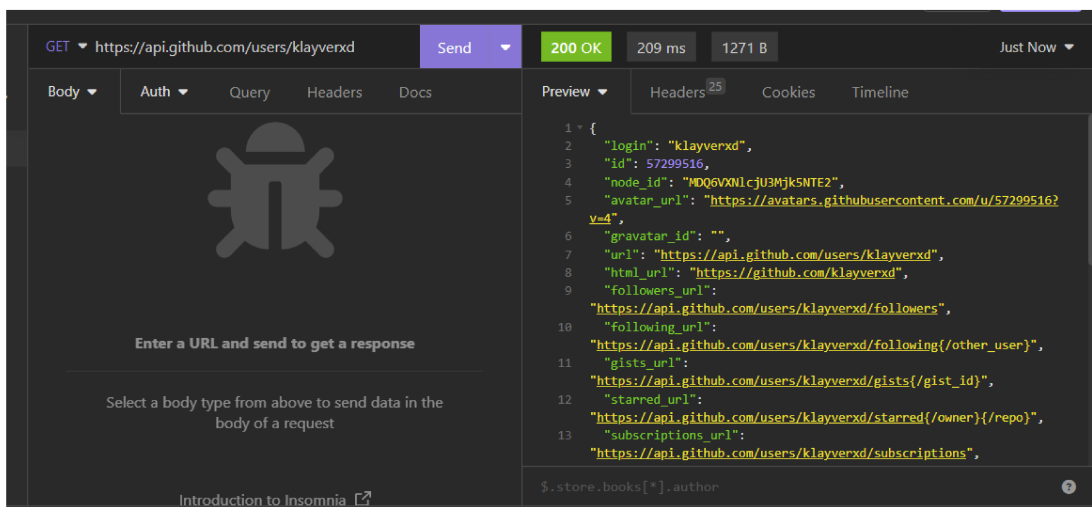 GET https://api.github.com/users/klayverxd Send
200 OK 209 ms 1271 B Just Now
Body Auth Query Headers Docs
Preview Headers 25 Cookies Timeline
Enter a URL and send to get a response
Select a body type from above to send data in the
body of a request
Introduction to Insomnia
1 {
2 "login": "klayverxd",
3 "id": 57299516,
4 "node_id": "MDQ6VXNlcjU3Mjk5NTE2",
5 "avatar_url": "https://avatars.githubusercontent.com/u/57299516?
v=4",
6 "gravatar_id": "",
7 "url": "https://api.github.com/users/klayverxd",
8 "html_url": "https://github.com/klayverxd",
9 "followers_url":
"https://api.github.com/users/klayverxd/followers",
10 "following_url":
"https://api.github.com/users/klayverxd/following{/other_user}",
11 "gists_url":
"https://api.github.com/users/klayverxd/gists{/gist_id}",
12 "starred_url":
"https://api.github.com/users/klayverxd/starred{/owner}{/repo}",
13 "subscriptions_url":
"https://api.github.com/users/klayverxd/subscriptions",
$.store.books[*].author